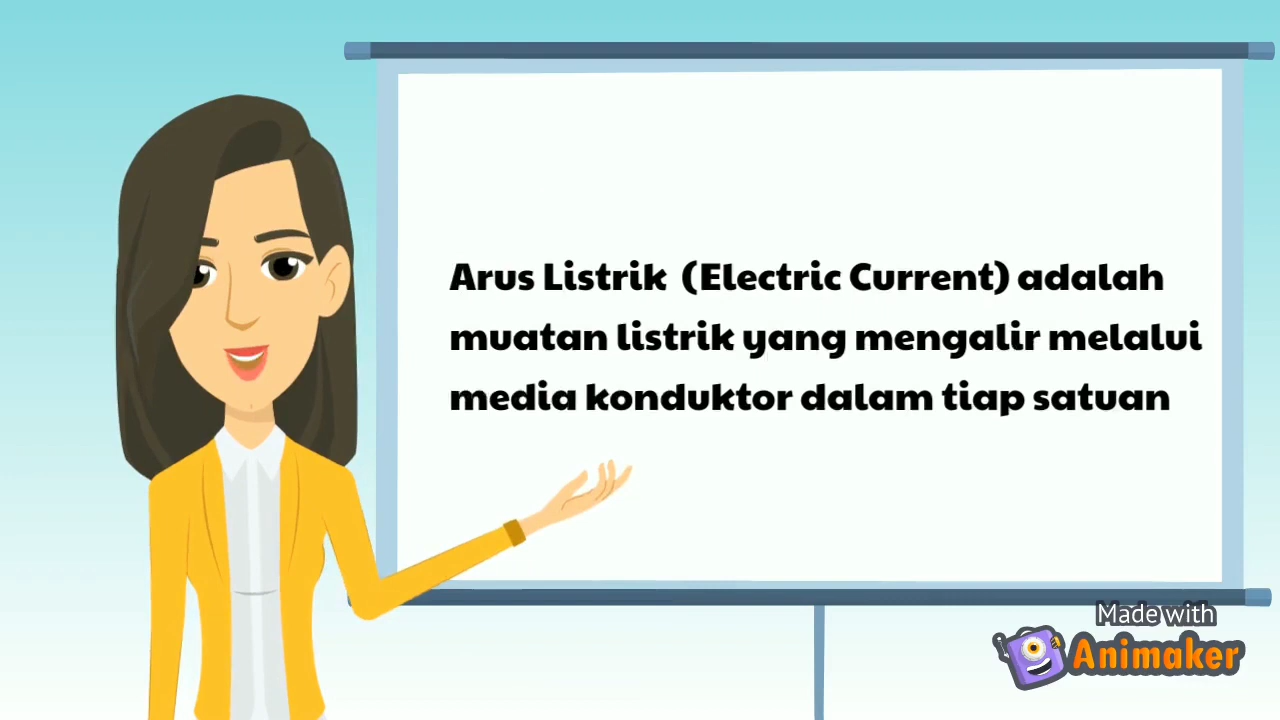 Arus Listrik (Electric Current) adalah
muatan listrik yang mengalir melalui
media konduktor dalam tiap satuan
Made with
Animaker